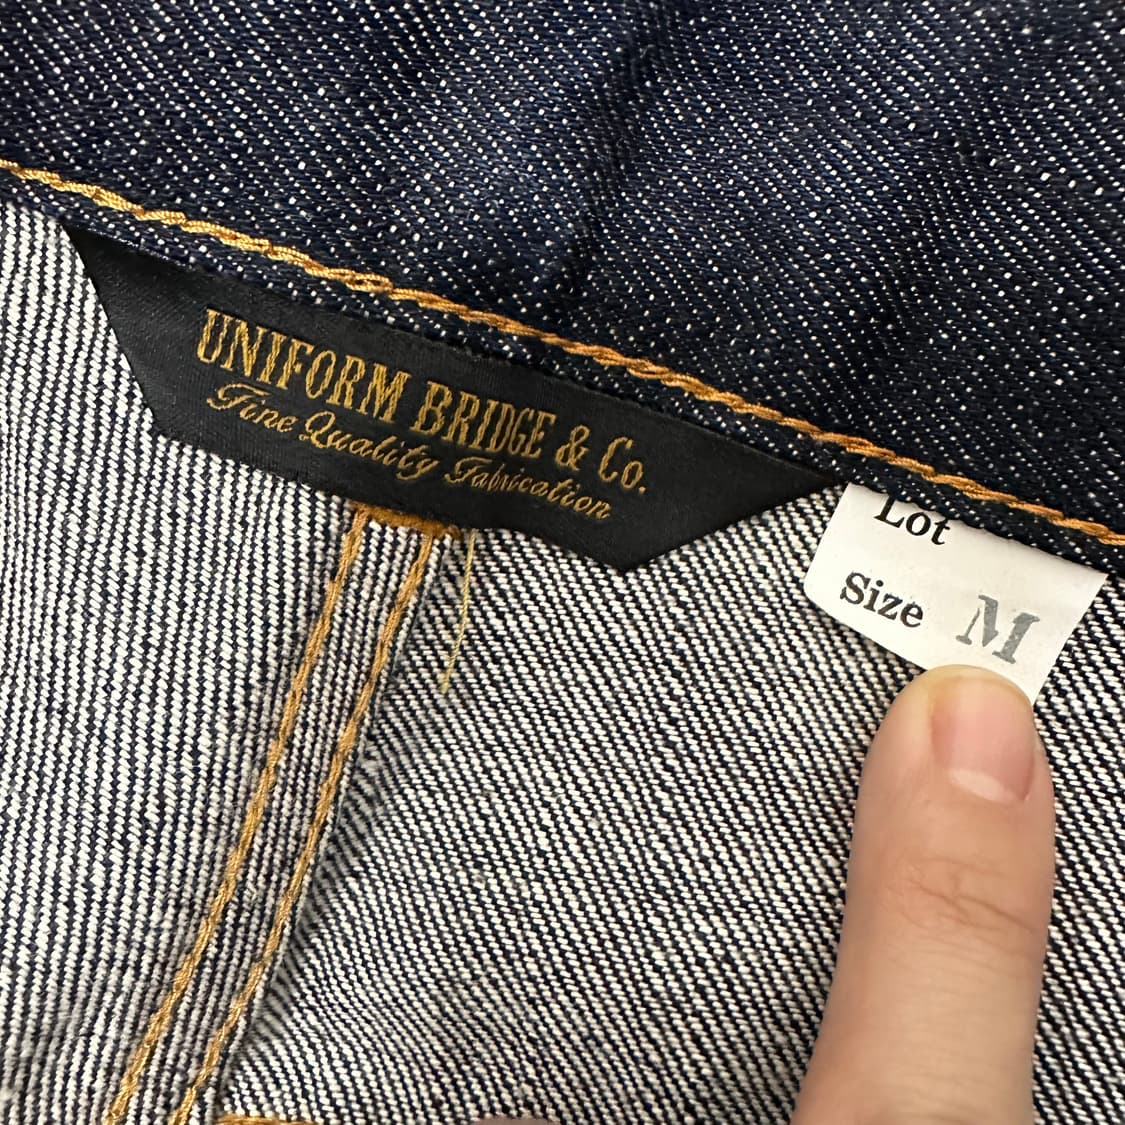 UNIFORM BRIDGE & Co.
Fine Quality Fabrication
Lot
Size M